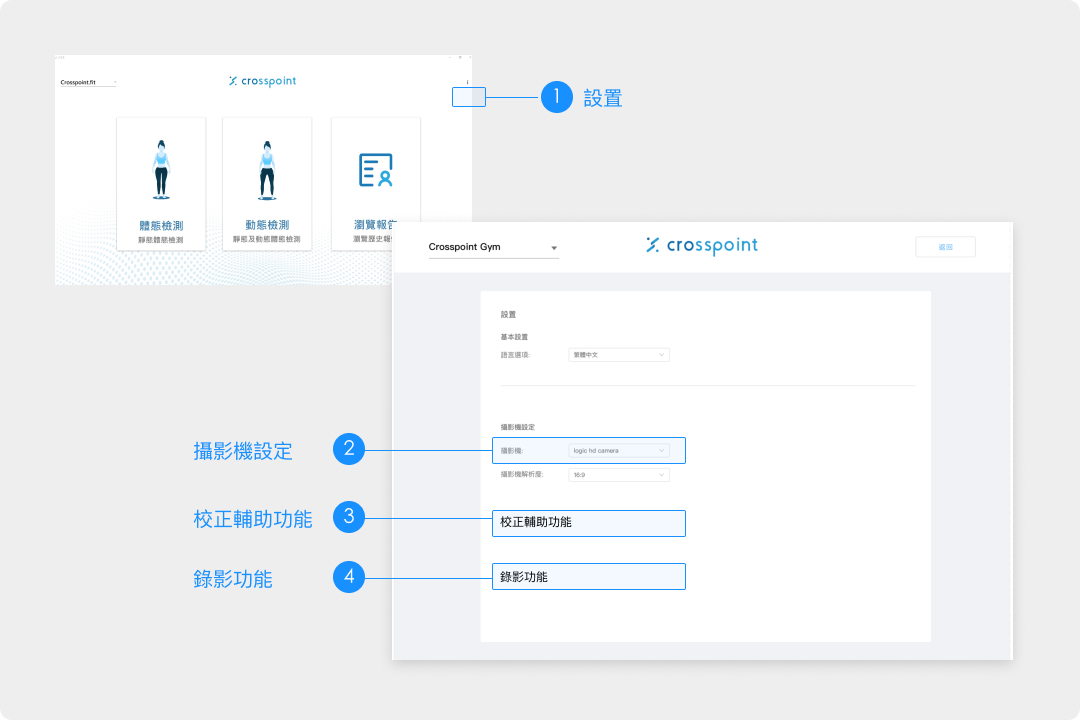 Crosspoint.fit
crosspoint
1 設置
體態檢測
靜態體態檢測
動態檢測
靜態及動態體態檢測
瀏覽報告
瀏覽歷史報
Crosspoint Gym
crosspoint
返回
設置
基本設置
語言選項:
繁體中文
攝影機設定
攝影機設定 2
攝影機:
logic hd camera
攝影機解析度:
16:9
校正輔助功能 3
校正輔助功能
錄影功能 4
錄影功能